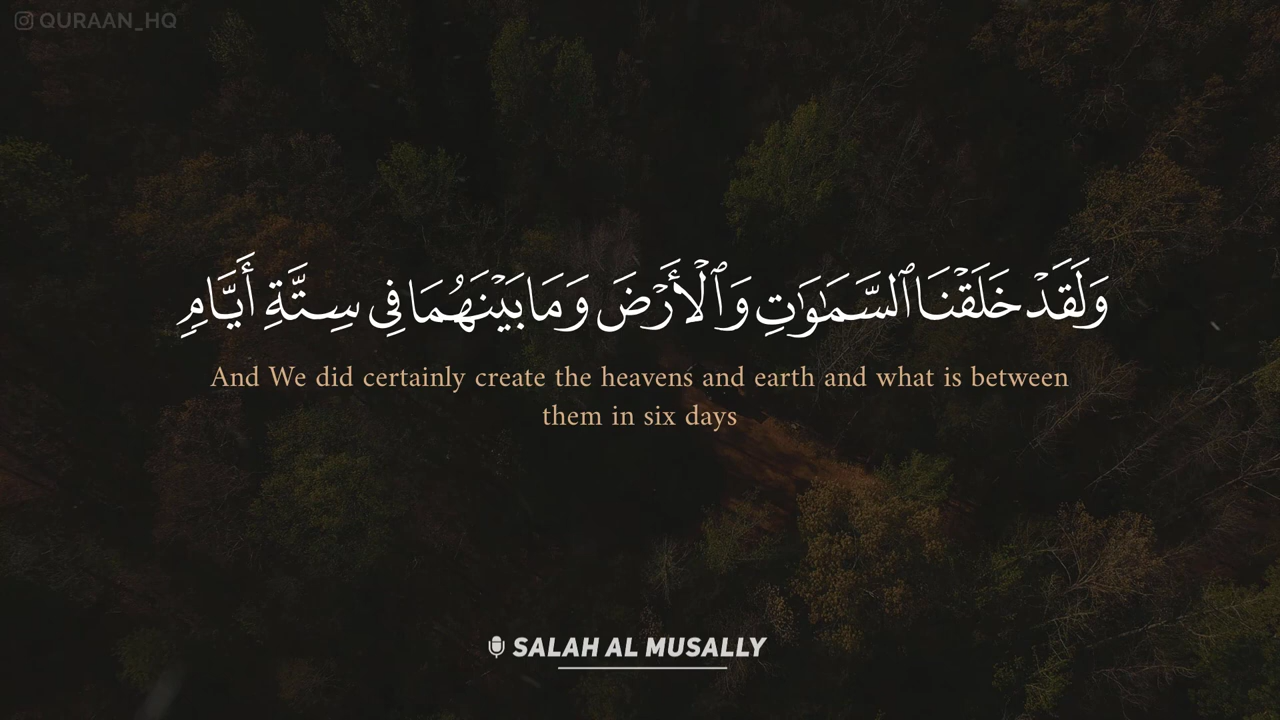 QURAAN_HQ
وَلَقَدْ خَلَقْنَا ٱلسَّمَـٰوَٰتِ وَٱلْأَرْضَ وَمَا بَيْنَهُمَا فِى سِتَّةِ أَيَّامٍ
And We did certainly create the heavens and earth and what is between
them in six days
SALAH AL MUSALLY